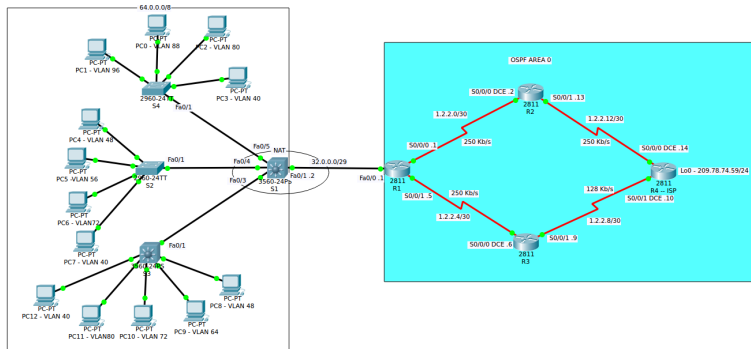 64.0.0.0/8
PC-PT
PC0 - VLAN 88
PC-PT
PC2 - VLAN 80
PC-PT
PC1 - VLAN 96
2960-24TT
S4
PC-PT
PC3 - VLAN 40
Fa0/1
PC-PT
PC4 - VLAN 48
PC-PT
PC5 -VLAN 56
Fa0/1
2960-24TT
S2
PC-PT
PC6 - VLAN72
PC-PT
PC7 - VLAN 40
Fa0/5
NAT
Fa0/4
Fa0/3
3560-24PS
S1
Fa0/1 .2
32.0.0.0/29
Fa0/1
3560-24PS
S3
PC-PT
PC12 - VLAN 40
PC-PT
PC11 - VLAN80
PC-PT
PC10 - VLAN 72
PC-PT
PC9 - VLAN 64
PC-PT
PC8 - VLAN 48
OSPF AREA 0
S0/0/0 DCE .2
2811
R2
S0/0/1 .13
1.2.2.0/30
250 Kb/s
1.2.2.12/30
250 Kb/s
S0/0/0 .1
S0/0/0 DCE .14
Fa0/0 .1
2811
R1
2811
R4 -- ISP
Lo0 - 209.78.74.59/24
S0/0/1 .5
250 Kb/s
128 Kb/s
S0/0/1 DCE .10
1.2.2.4/30
1.2.2.8/30
S0/0/0 DCE .6
S0/0/1 .9
2811
R3